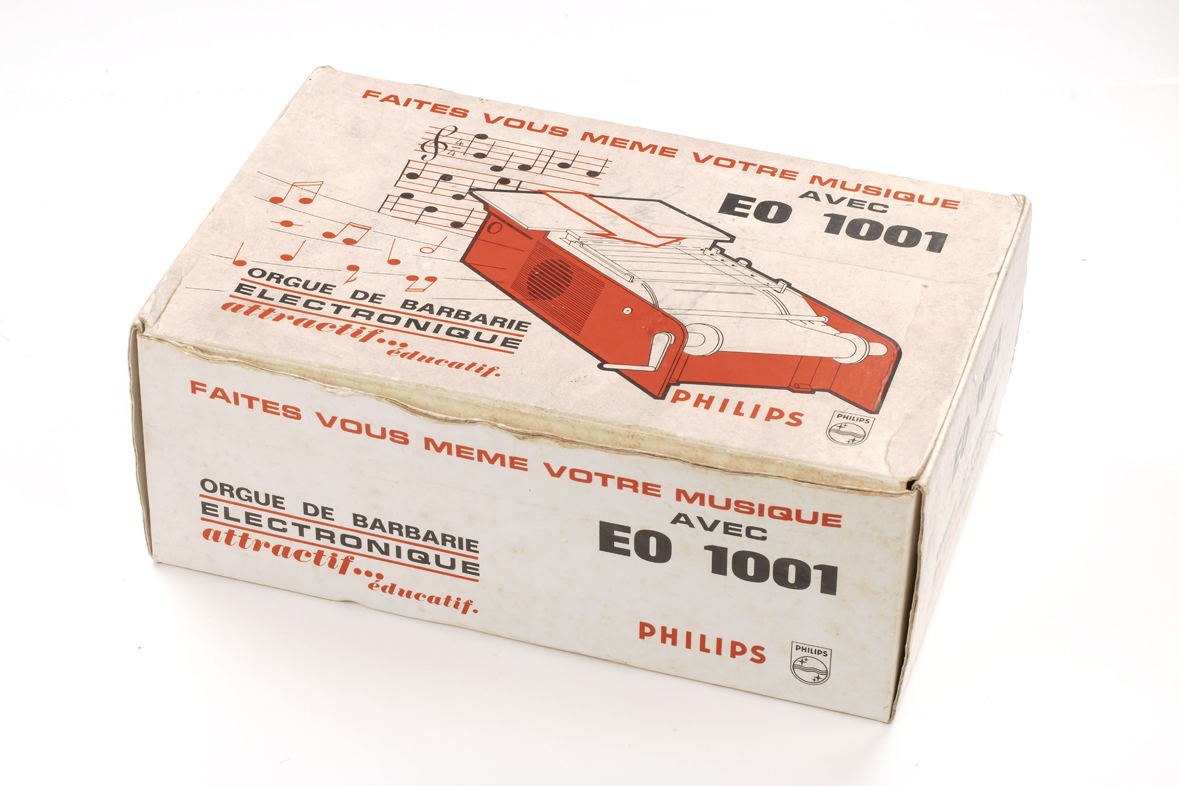 FAITES VOUS MEME VOTRE MUSIQUE
AVEC
EO 1001
ORGUE DE BARBARIE
ELECTRONIQUE
attractif...
éducatif.
PHILIPS
PHILIPS
FAITES VOUS MEME VOTRE MUSIQUE
AVEC
EO 1001
ORGUE DE BARBARIE
ELECTRONIQUE
attractif...
éducatif.
PHILIPS
PHILIPS